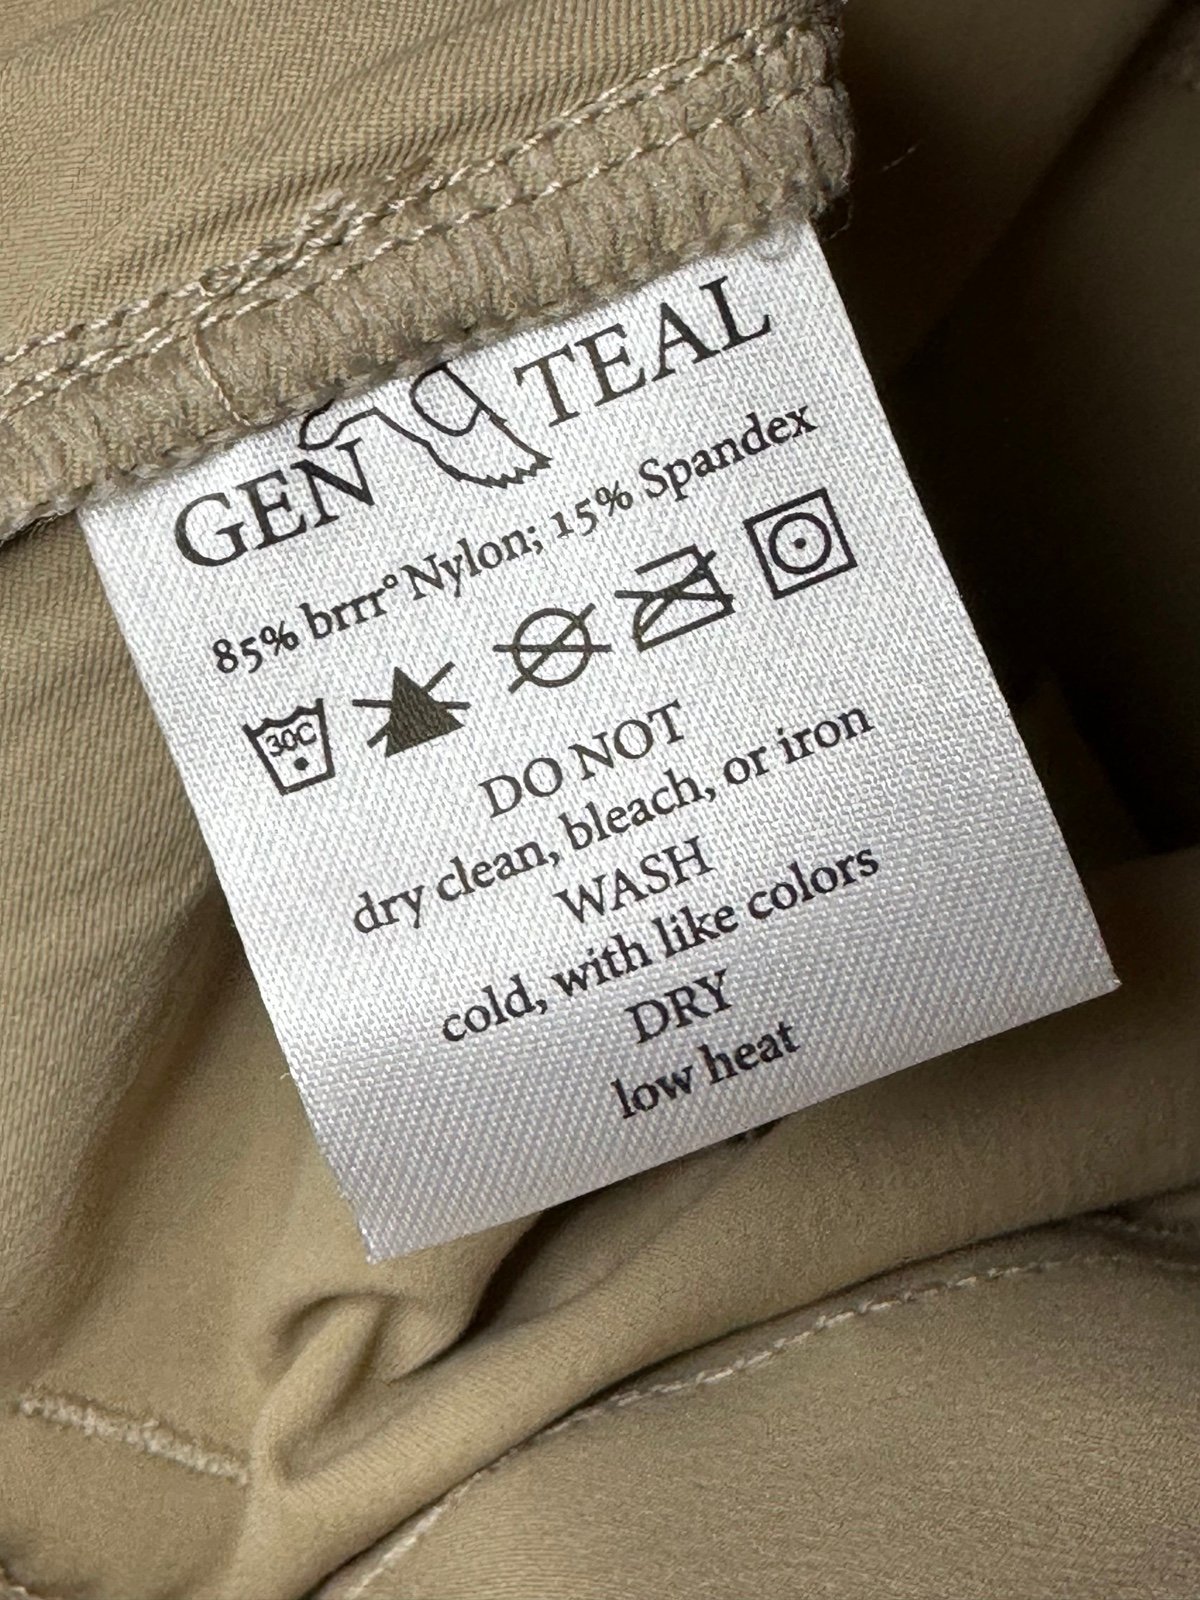 GEN TEAL
85% brrr° Nylon; 15% Spandex
30C
DO NOT
dry clean, bleach, or iron
WASH
cold, with like colors
DRY
low heat